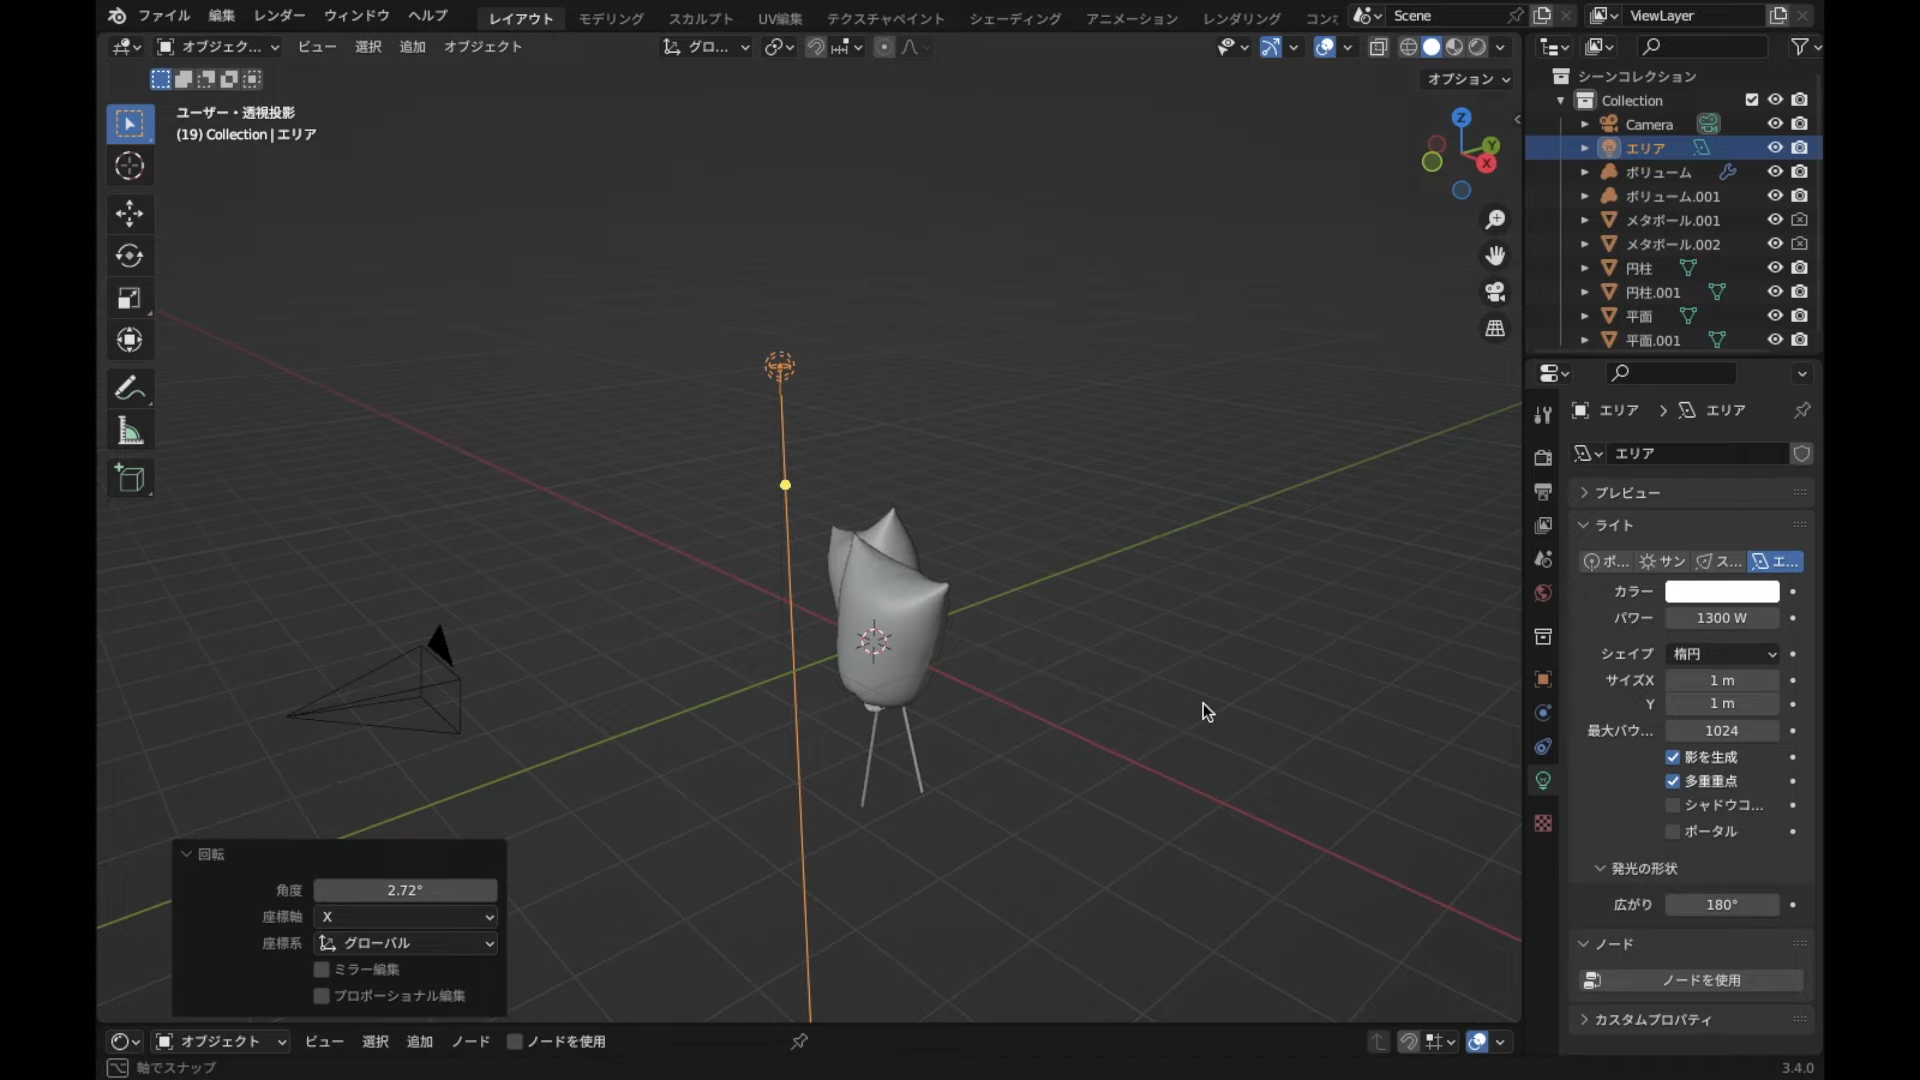 ファイル 編集 レンダー ウィンドウ ヘルプ レイアウト モデリング スカルプト UV編集 テクスチャペイント シェーディング アニメーション レンダリング コンポ Scene ViewLayer
オブジェク... ビュー 選択 追加 オブジェクト グロ...
オプション
ユーザー・透視投影
(19) Collection | エリア
Z
Y
X
シーンコレクション
Collection
Camera
エリア
ボリューム
ボリューム.001
メタボール.001
メタボール.002
円柱
円柱.001
平面
平面.001
エリア > エリア
エリア
プレビュー
ライト
ポ... サン ス... エ...
カラー
パワー 1300 W
シェイプ 楕円
サイズX 1 m
Y 1 m
最大バウ... 1024
影を生成
多重重点
シャドウコ...
ポータル
発光の形状
広がり 180°
ノード
ノードを使用
カスタムプロパティ
回転
角度 2.72°
座標軸 X
座標系 グローバル
ミラー編集
プロポーショナル編集
オブジェクト ビュー 選択 追加 ノード ノードを使用
軸でスナップ
3.4.0